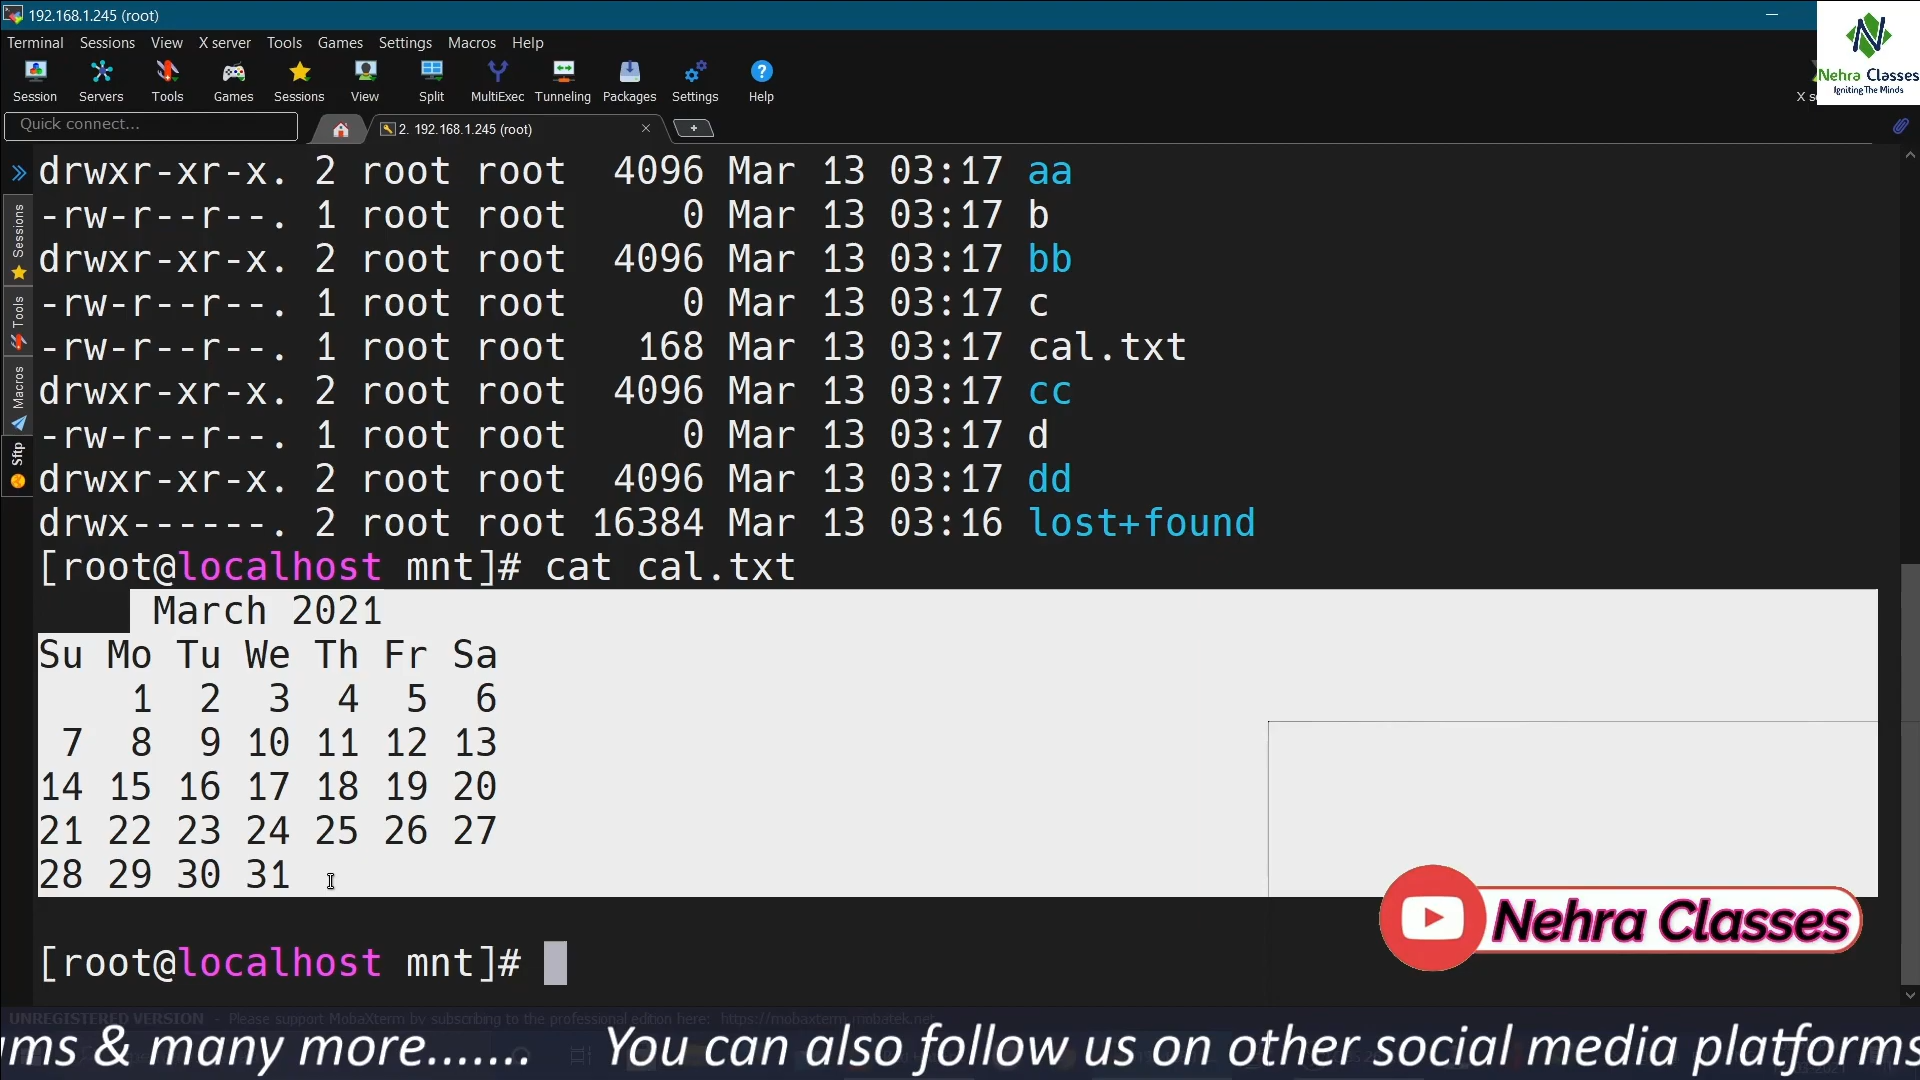 192.168.1.245 (root)
Terminal Sessions View X server Tools Games Settings Macros Help
Session Servers Tools Games Sessions View Split MultiExec Tunneling Packages Settings Help
X se
Nehra Classes
Igniting The Minds
Quick connect...
2. 192.168.1.245 (root)
Sessions
Tools
Macros
Sftp
drwxr-xr-x. 2 root root  4096 Mar 13 03:17 aa
-rw-r--r--. 1 root root     0 Mar 13 03:17 b
drwxr-xr-x. 2 root root  4096 Mar 13 03:17 bb
-rw-r--r--. 1 root root     0 Mar 13 03:17 c
-rw-r--r--. 1 root root   168 Mar 13 03:17 cal.txt
drwxr-xr-x. 2 root root  4096 Mar 13 03:17 cc
-rw-r--r--. 1 root root     0 Mar 13 03:17 d
drwxr-xr-x. 2 root root  4096 Mar 13 03:17 dd
drwx------. 2 root root 16384 Mar 13 03:16 lost+found
[root@localhost mnt]# cat cal.txt
     March 2021
Su Mo Tu We Th Fr Sa
    1  2  3  4  5  6
 7  8  9 10 11 12 13
14 15 16 17 18 19 20
21 22 23 24 25 26 27
28 29 30 31
[root@localhost mnt]#
Nehra Classes
UNREGISTERED VERSION - Please support MobaXterm by subscribing to the professional edition here: https://mobaxterm.mobatek.net
ums & many more...... You can also follow us on other social media platforms